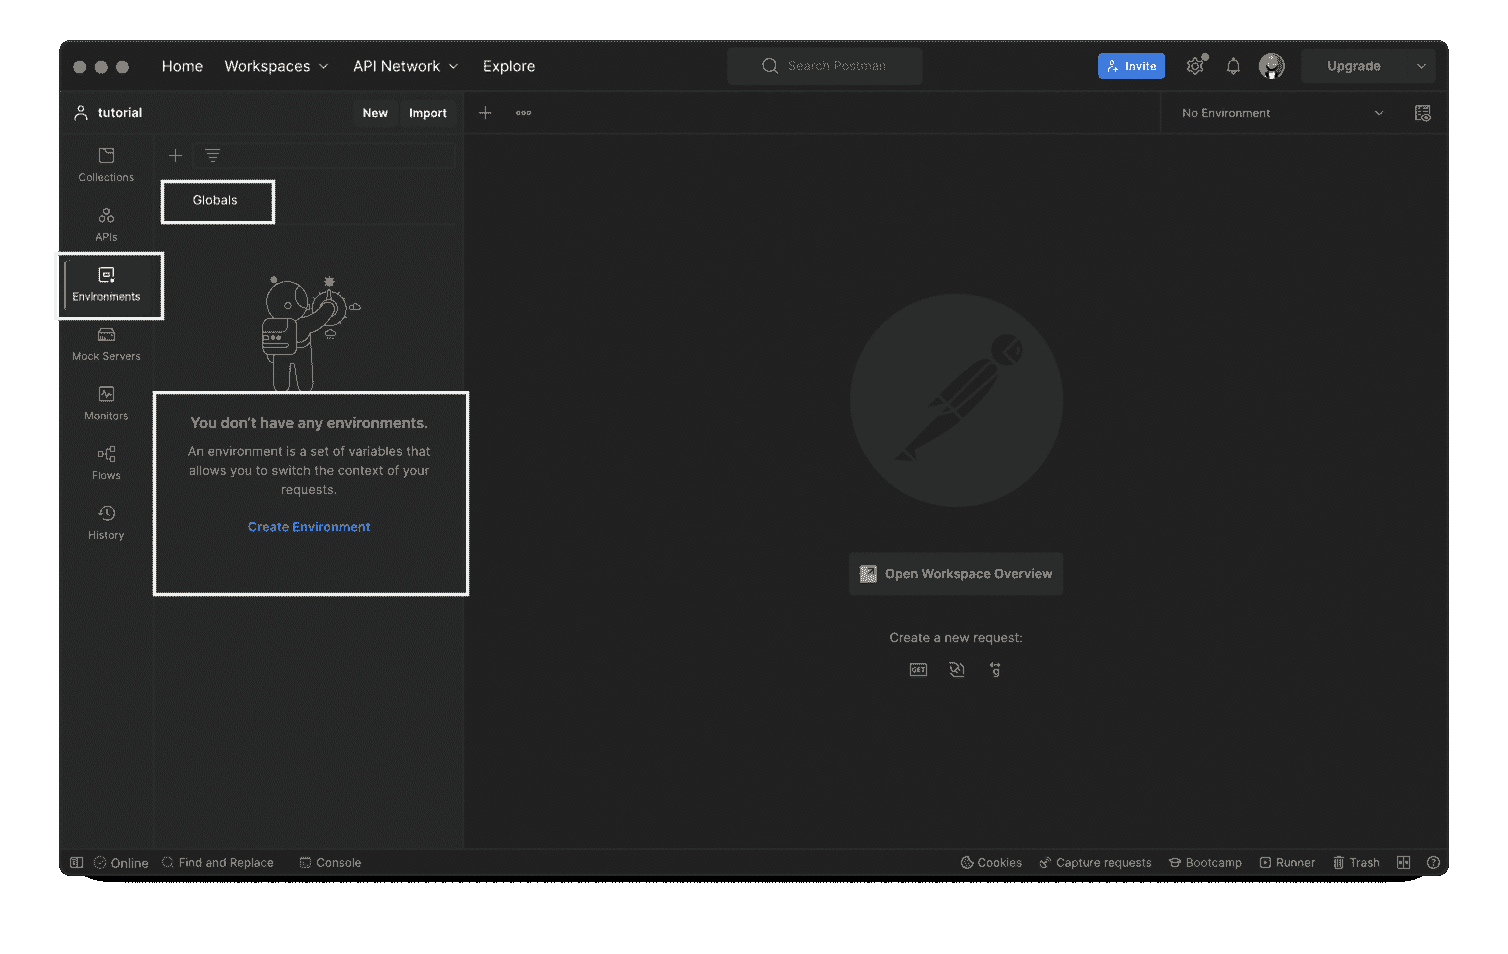 Home Workspaces API Network Explore Search Postman Invite Upgrade
tutorial New Import No Environment
Collections
Globals
APIs
Environments
Mock Servers
Monitors
Flows
History
You don't have any environments.
An environment is a set of variables that
allows you to switch the context of your
requests.
Create Environment
Open Workspace Overview
Create a new request:
GET
g
Online Find and Replace Console Cookies Capture requests Bootcamp Runner Trash